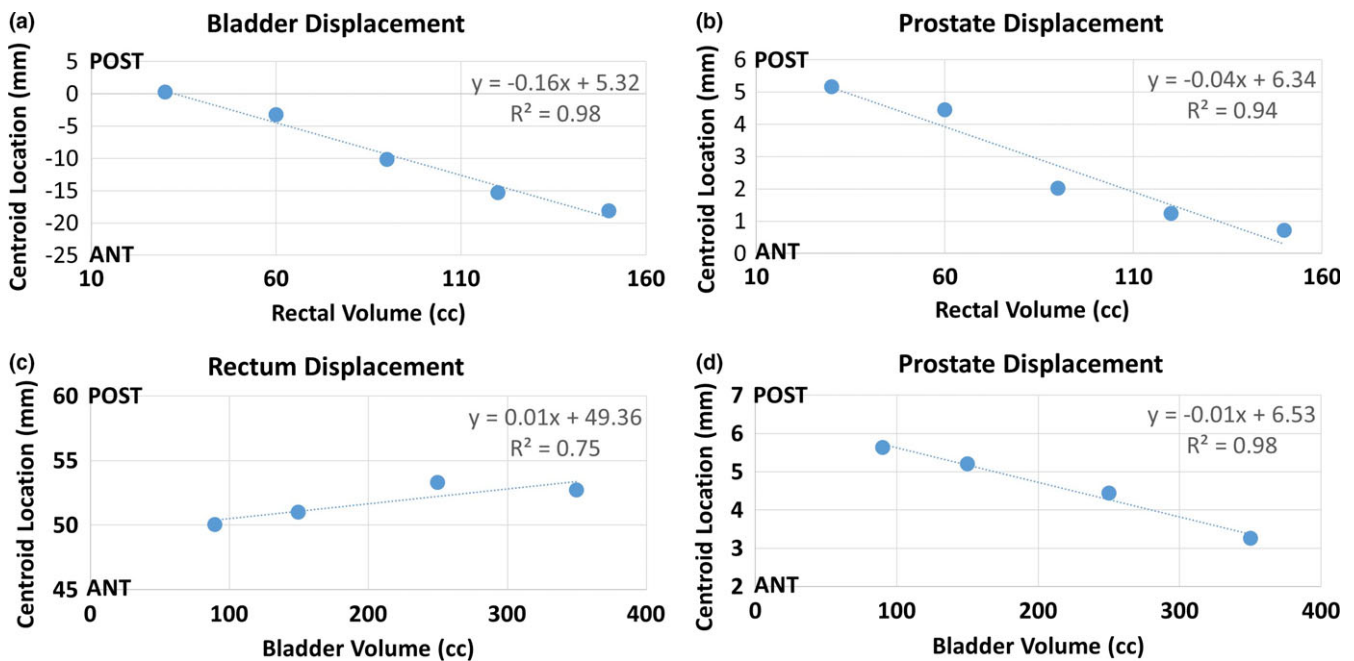 (a) Bladder Displacement
Centroid Location (mm)
5
0
-5
-10
-15
-20
-25
POST
ANT
y = -0.16x + 5.32
R² = 0.98
10 60 110 160
Rectal Volume (cc)
(b) Prostate Displacement
Centroid Location (mm)
6
5
4
3
2
1
0
POST
ANT
y = -0.04x + 6.34
R² = 0.94
10 60 110 160
Rectal Volume (cc)
(c) Rectum Displacement
Centroid Location (mm)
60
55
50
45
POST
ANT
y = 0.01x + 49.36
R² = 0.75
0 100 200 300 400
Bladder Volume (cc)
(d) Prostate Displacement
Centroid Location (mm)
7
6
5
4
3
2
POST
ANT
y = -0.01x + 6.53
R² = 0.98
0 100 200 300 400
Bladder Volume (cc)